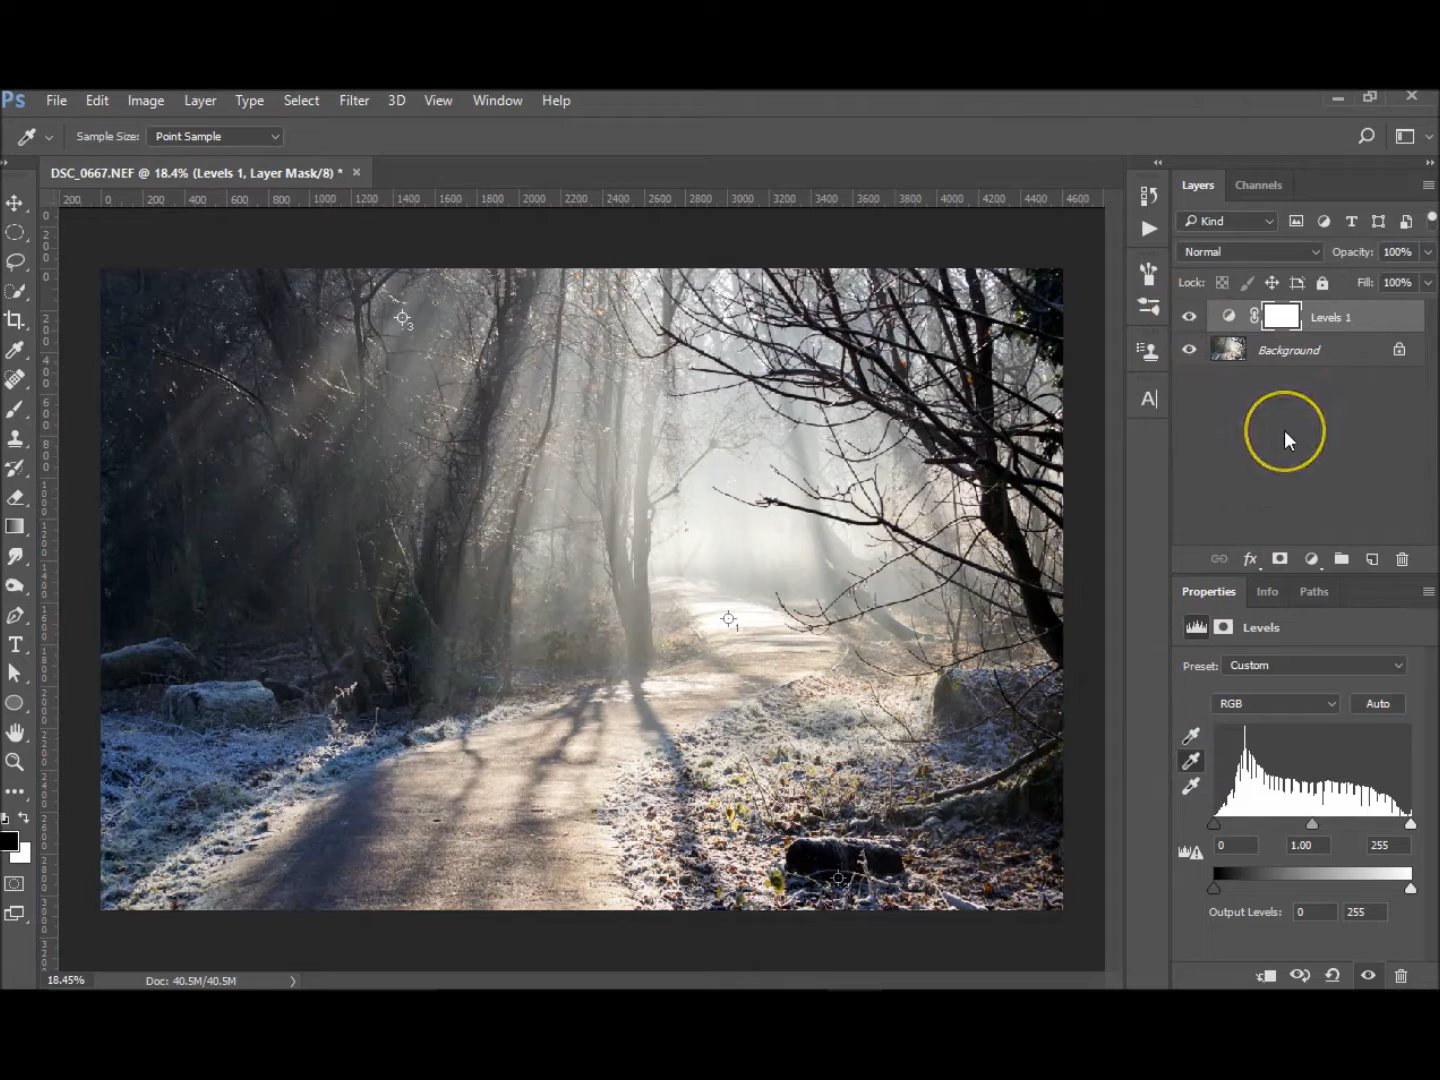 Ps File Edit Image Layer Type Select Filter 3D View Window Help
Sample Size: Point Sample
DSC_0667.NEF @ 18.4% (Levels 1, Layer Mask/8) *
200 0 200 400 600 800 1000 1200 1400 1600 1800 2000 2200 2400 2600 2800 3000 3200 3400 3600 3800 4000 4200 4400 4600
Layers Channels
Kind
Normal Opacity: 100%
Lock: Fill: 100%
Levels 1
Background
fx
Properties Info Paths
Levels
Preset: Custom
RGB Auto
0 1.00 255
Output Levels: 0 255
3
1
18.45% Doc: 40.5M/40.5M